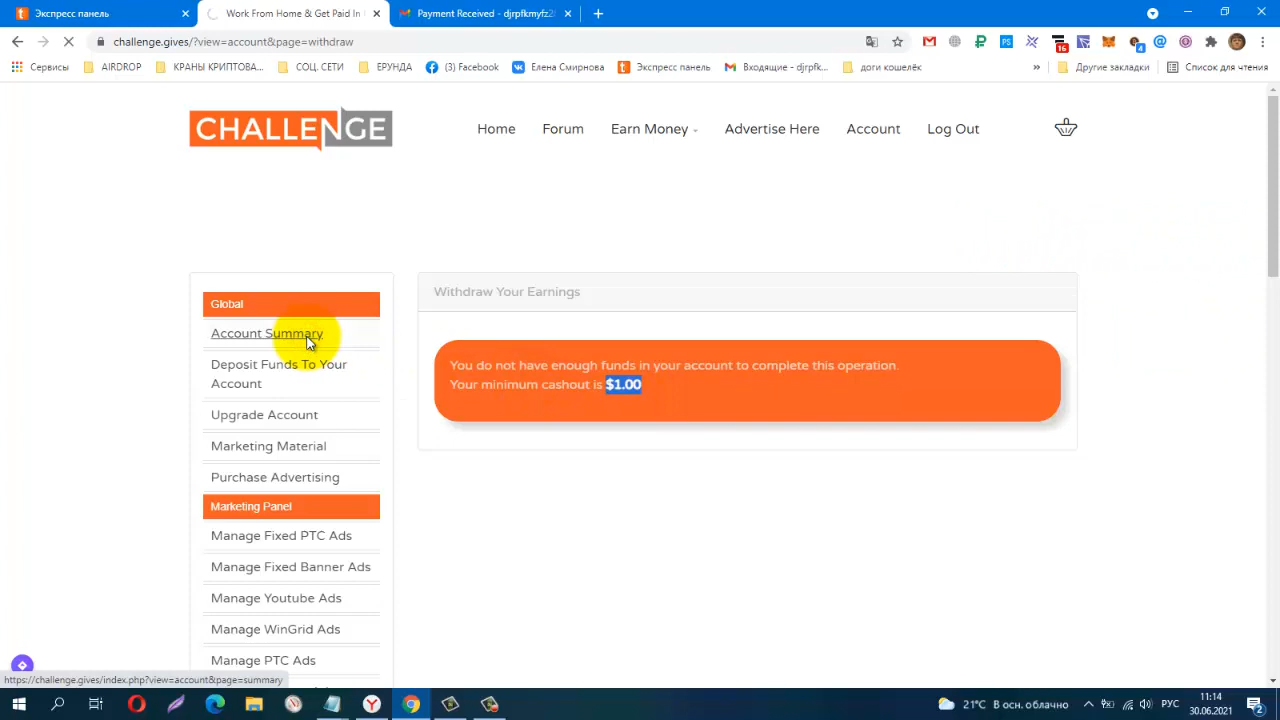 Экспресс панель
Work From Home & Get Paid In
Payment Received - djrpfkmyfz2
challenge.gives/?view=account&page=withdraw
16
4
Сервисы
AIRDROP
КРАНЫ КРИПТОВА...
СОЦ. СЕТИ
ЕРУНДА
(3) Facebook
Елена Смирнова
Экспресс панель
Входящие - djrpfk...
доги кошелёк
»
Другие закладки
Список для чтения
CHALLENGE
Home
Forum
Earn Money
Advertise Here
Account
Log Out
Global
Account Summary
Deposit Funds To Your
Account
Upgrade Account
Marketing Material
Purchase Advertising
Marketing Panel
Manage Fixed PTC Ads
Manage Fixed Banner Ads
Manage Youtube Ads
Manage WinGrid Ads
Manage PTC Ads
Withdraw Your Earnings
You do not have enough funds in your account to complete this operation.
Your minimum cashout is $1.00
https://challenge.gives/index.php?view=account&page=summary
21°C В осн. облачно
РУС
11:14
30.06.2021
2